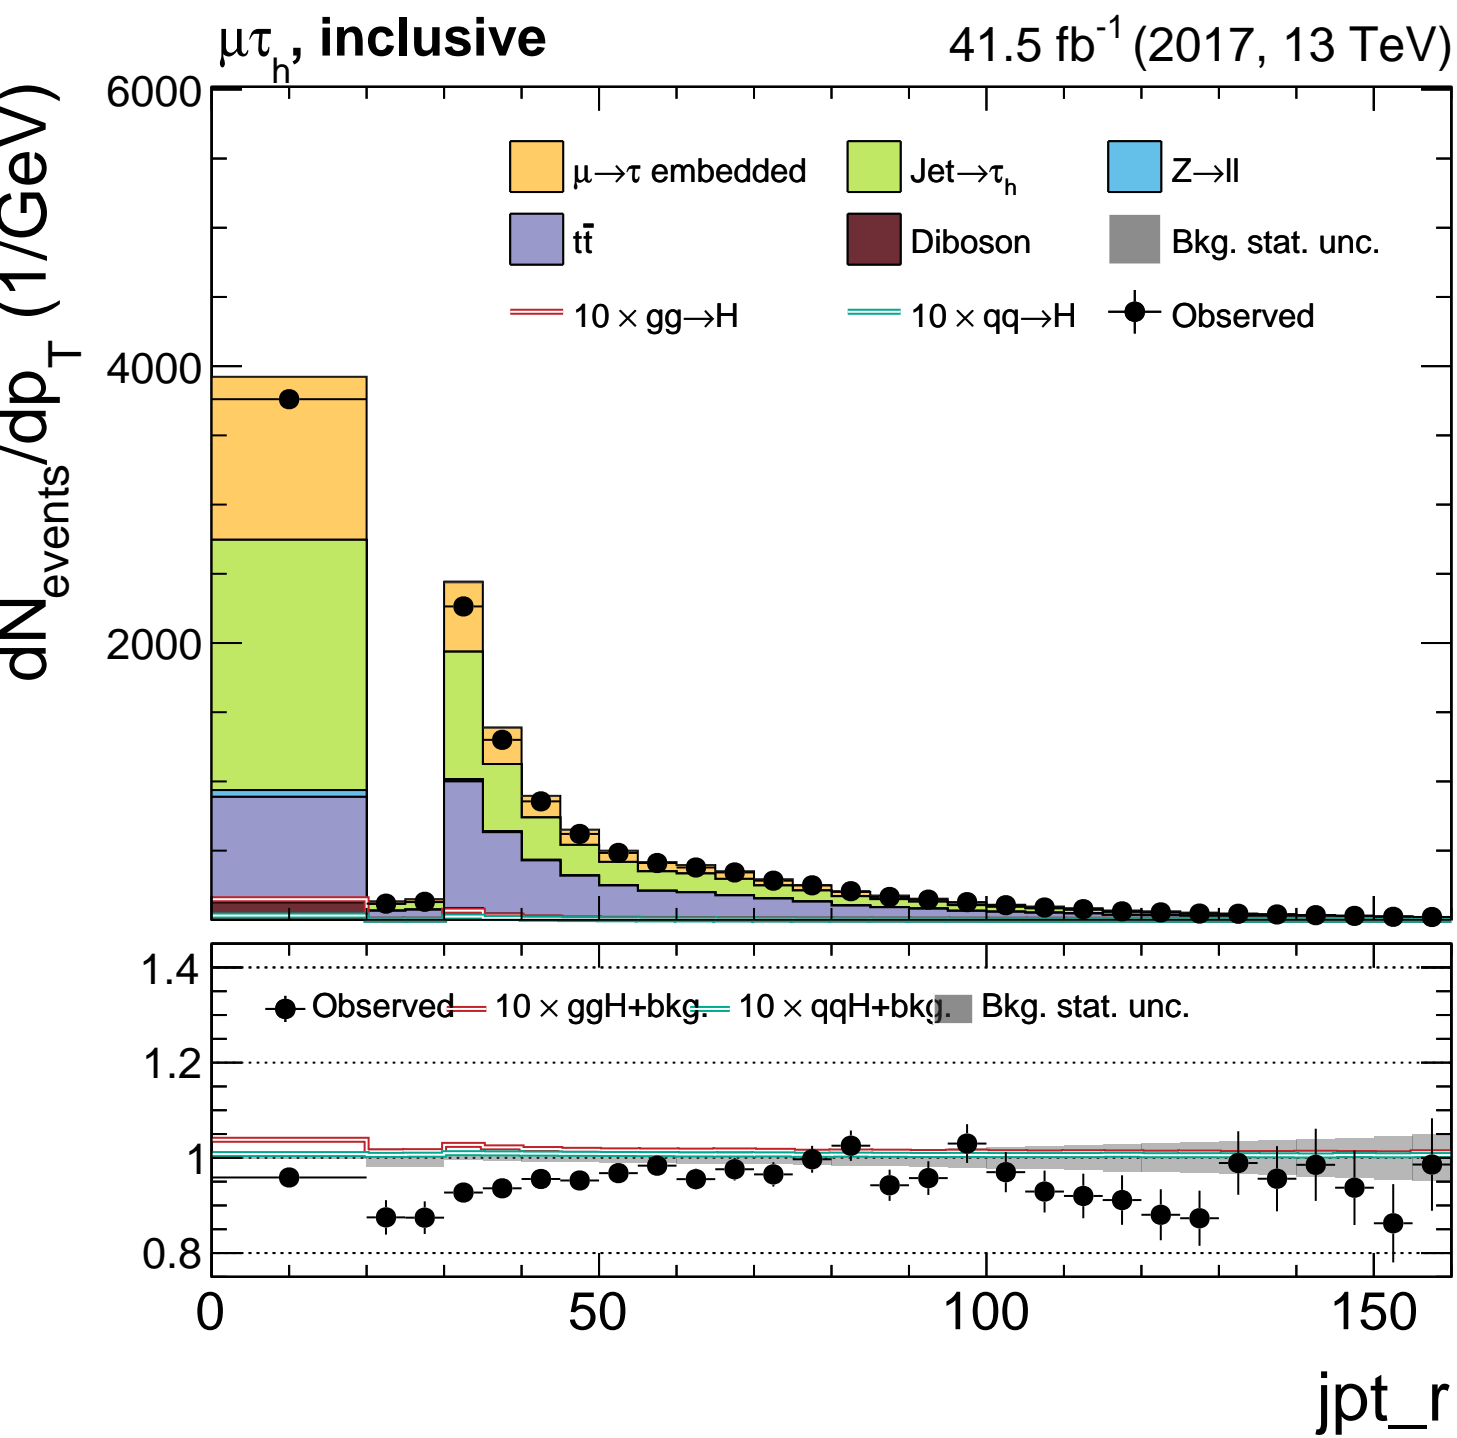 μτh, inclusive 41.5 fb-1 (2017, 13 TeV)
dNevents/dpT (1/GeV)
6000
4000
2000
μ→τ embedded Jet→τh Z→ll
tt̄ Diboson Bkg. stat. unc.
10 × gg→H 10 × qq→H Observed
1.4
1.2
1
0.8
Observed 10 × ggH+bkg. 10 × qqH+bkg. Bkg. stat. unc.
0 50 100 150
jpt_r